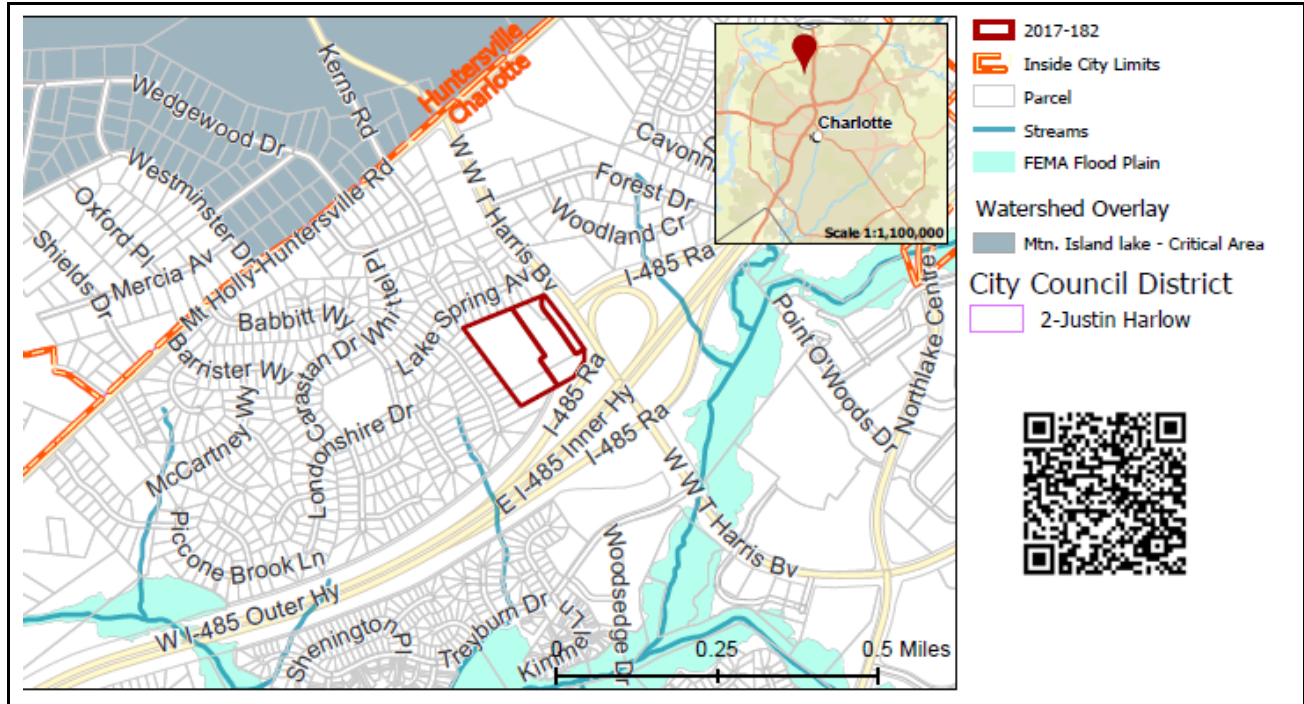 Kerns Rd
Huntersville
Charlotte
Wedgewood Dr
Westminster Dr
Oxford Pl
Shields Dr
Mercia Av
Mt Holly-Huntersville Rd
W W T Harris Bv
Forest Dr
Woodland Cr
I-485 Ra
Charlotte
Scale 1:1,100,000
Babbitt Wy
Barrister Wy
Carastan Dr
Lake Spring Av
McCartney Wy
Londonshire Dr
I-485 Ra
E I-485 Inner Hy
I-485 Ra
Point O'Woods Dr
W W T Harris Bv
Piccone Brook Ln
W I-485 Outer Hy
Shenington Pl
Treyburn Dr
Kimmel Ln
Woodsedge Dr
0 0.25 0.5 Miles
2017-182
Inside City Limits
Parcel
Streams
FEMA Flood Plain
Watershed Overlay
Mtn. Island lake - Critical Area
City Council District
2-Justin Harlow